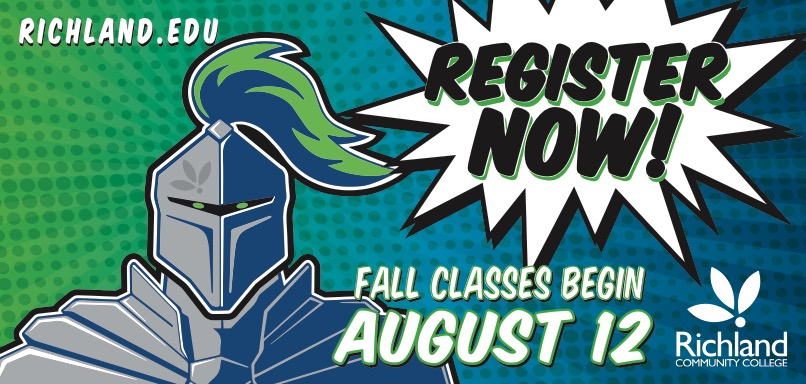 RICHLAND.EDU
REGISTER
NOW!
FALL CLASSES BEGIN
AUGUST 12
Richland
COMMUNITY COLLEGE